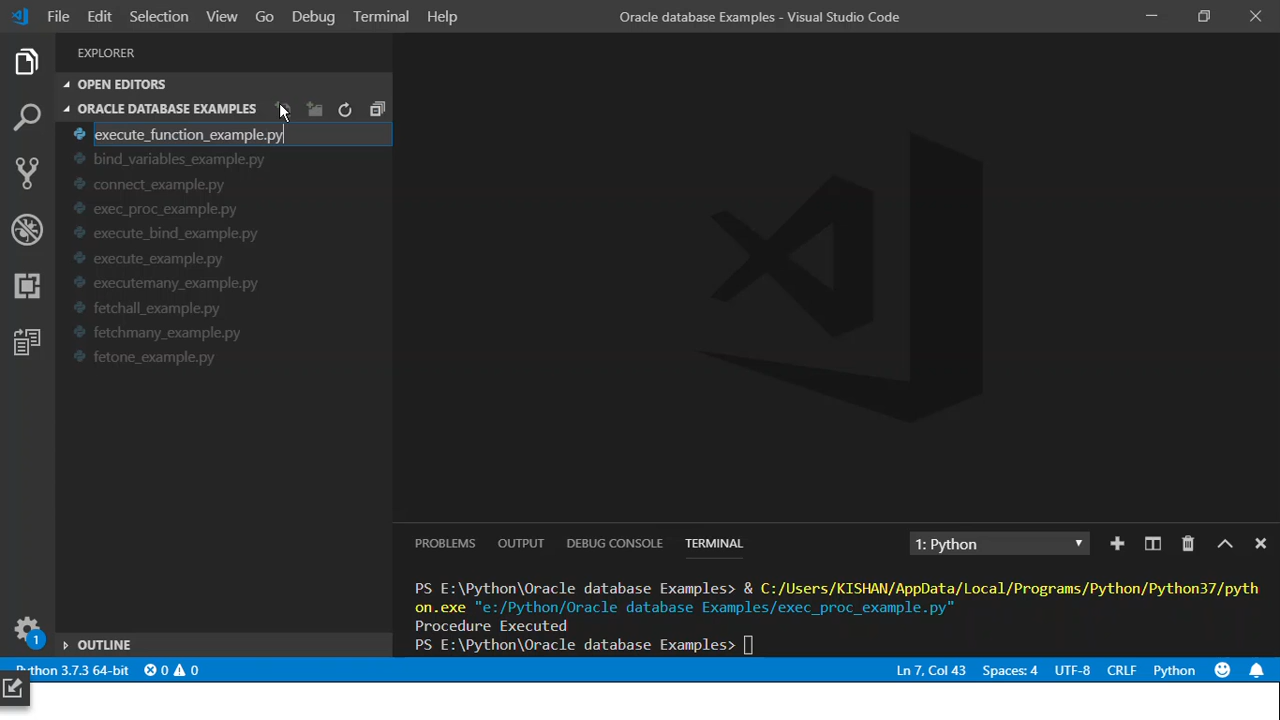 File Edit Selection View Go Debug Terminal Help Oracle database Examples - Visual Studio Code
EXPLORER
OPEN EDITORS
ORACLE DATABASE EXAMPLES
execute_function_example.py
bind_variables_example.py
connect_example.py
exec_proc_example.py
execute_bind_example.py
execute_example.py
executemany_example.py
fetchall_example.py
fetchmany_example.py
fetone_example.py
PROBLEMS OUTPUT DEBUG CONSOLE TERMINAL 1: Python
PS E:\Python\Oracle database Examples> & C:/Users/KISHAN/AppData/Local/Programs/Python/Python37/pyth
on.exe "e:/Python/Oracle database Examples/exec_proc_example.py"
Procedure Executed
PS E:\Python\Oracle database Examples>
OUTLINE
1
Python 3.7.3 64-bit 0 0 Ln 7, Col 43 Spaces: 4 UTF-8 CRLF Python